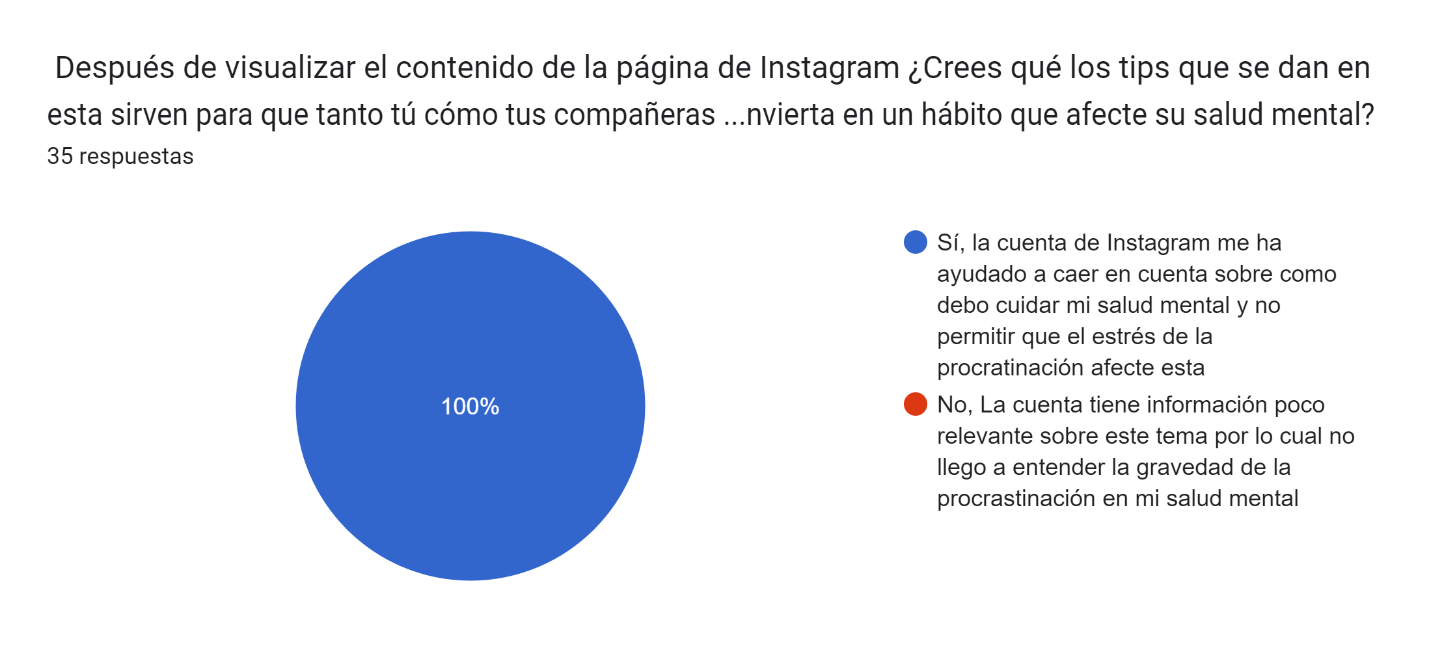 Después de visualizar el contenido de la página de Instagram ¿Crees qué los tips que se dan en
esta sirven para que tanto tú cómo tus compañeras ...nvierta en un hábito que afecte su salud mental?
35 respuestas
100%
Sí, la cuenta de Instagram me ha
ayudado a caer en cuenta sobre como
debo cuidar mi salud mental y no
permitir que el estrés de la
procratinación afecte esta
No, La cuenta tiene información poco
relevante sobre este tema por lo cual no
llego a entender la gravedad de la
procrastinación en mi salud mental